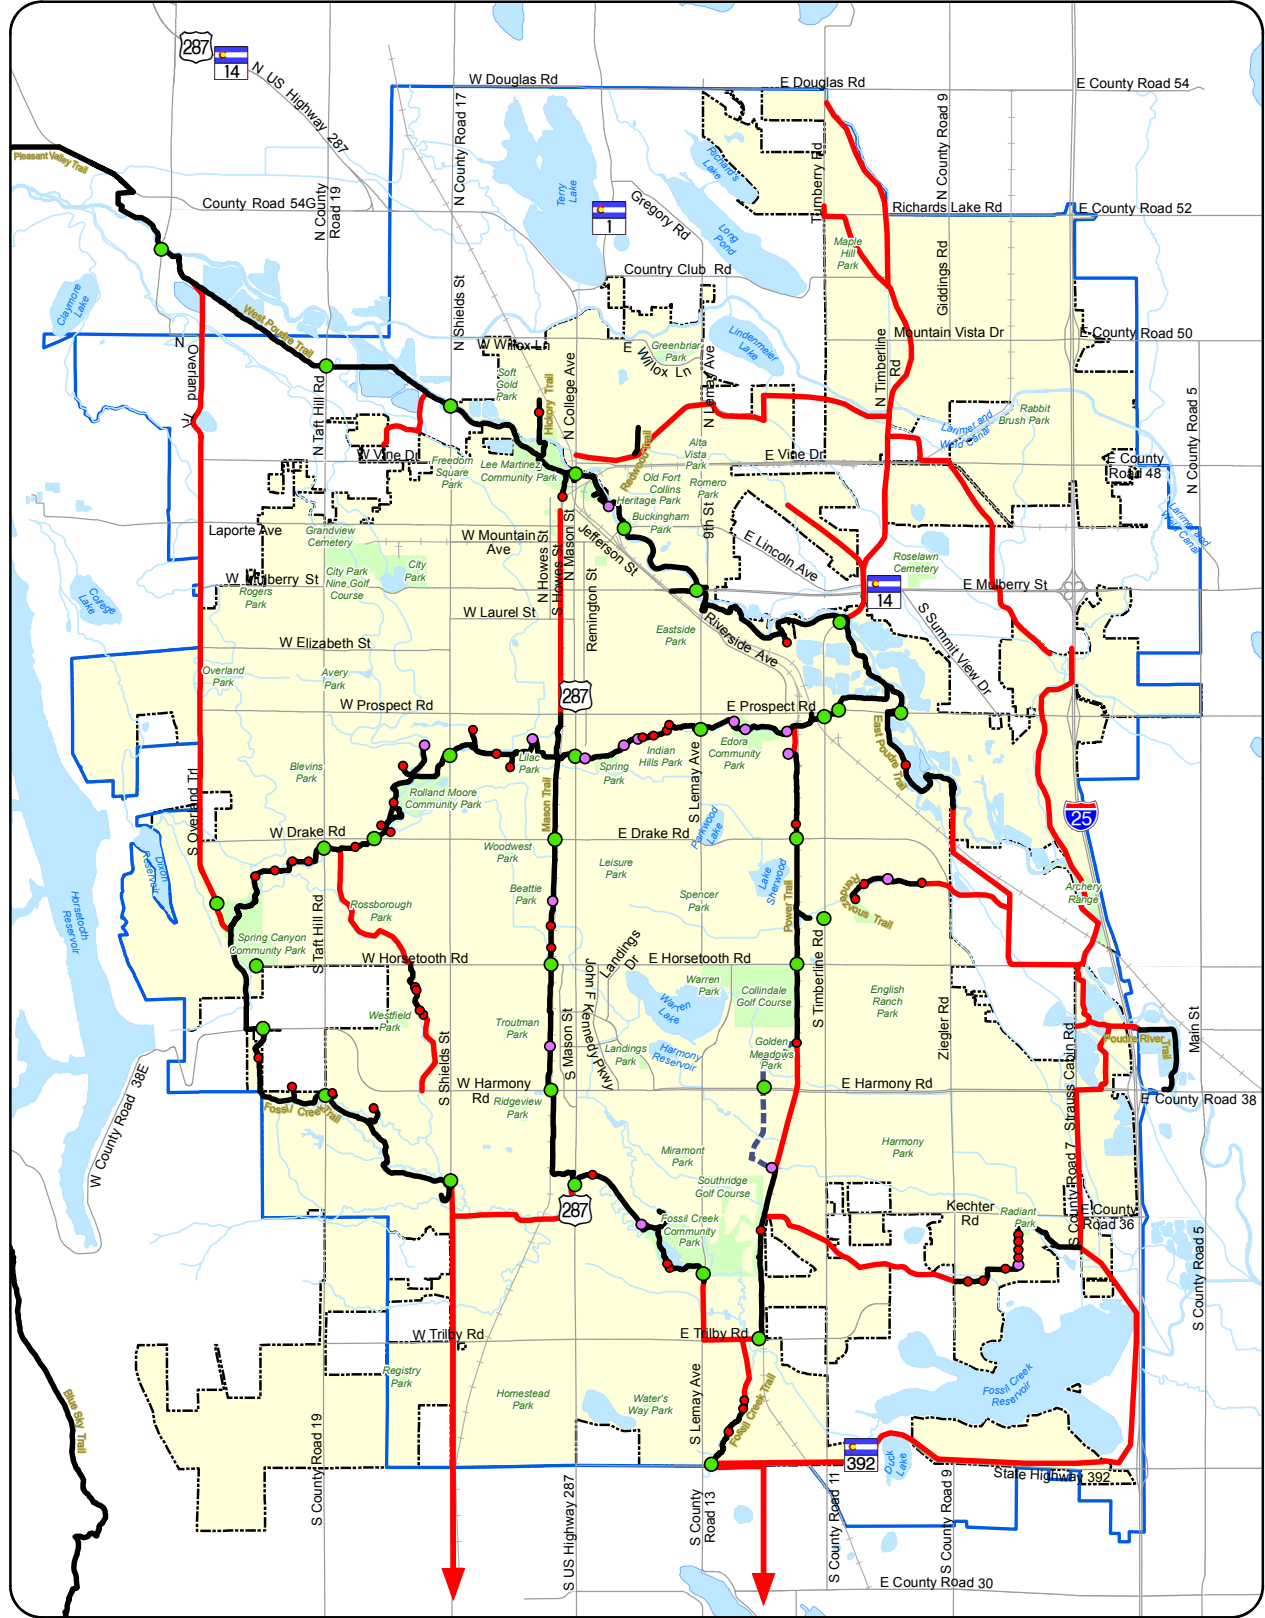 287
14
N US Highway 287
W Douglas Rd
E Douglas Rd
E County Road 54
Pleasant Valley Trail
N County Road 17
N County Road 9
Richard's
Lake
Turnberry Rd
County Road 54G
N County
Road 19
Terry
Lake
1
Gregory Rd
Long
Pond
Richards Lake Rd
E County Road 52
Maple
Hill
Park
Giddings Rd
Country Club Rd
Claymore
Lake
West Poudre Trail
N Shields St
W Willox Ln
E Willox Ln
Greenbriar
Park
Lindenmeier
Lake
Mountain Vista Dr
E County Road 50
N Overland Trl
N Taft Hill Rd
Soft
Gold
Park
Hickory Trail
N College Ave
N Lemay Ave
N Timberline
Rd
N County Road 5
Rabbit
Brush Park
Larimer and
Weld Canal
W Vine Dr
Freedom
Square
Park
Lee Martinez
Community Park
Redwood Trail
Alta
Vista
Park
E Vine Dr
E County
Road 48
Old Fort
Collins
Heritage Park
Romero
Park
Buckingham
Park
9th St
Larimer and
Weld Canal
Laporte Ave
Grandview
Cemetery
W Mountain
Ave
N Howes St
N Mason St
Jefferson St
E Lincoln Ave
Roselawn
Cemetery
W Mulberry St
City Park
Nine Golf
Course
City
Park
S Howes St
14
E Mulberry St
College
Lake
Rogers
Park
W Laurel St
Remington St
Riverside Ave
S Summit View Dr
W Elizabeth St
Eastside
Park
Overland
Park
Avery
Park
287
W Prospect Rd
E Prospect Rd
East Poudre Trail
Blevins
Park
Lilac
Park
Spring
Park
Indian
Hills Park
Edora
Community
Park
S Overland Trl
Rolland Moore
Community Park
Mason Trail
S Lemay Ave
25
W Drake Rd
E Drake Rd
Parkwood
Lake
Dixon
Reservoir
Woodwest
Park
Leisure
Park
Lake
Sherwood
Rendezvous Trail
Archery
Range
Horsetooth
Reservoir
S Taft Hill Rd
Rossborough
Park
Beattie
Park
Spencer
Park
Power Trail
Spring Canyon
Community Park
W Horsetooth Rd
Landings
Dr
E Horsetooth Rd
S Timberline Rd
Westfield
Park
John F Kennedy Pkwy
Warren
Park
Warren
Lake
Collindale
Golf Course
English
Ranch
Park
Ziegler Rd
Troutman
Park
S Mason St
Landings
Park
Harmony
Reservoir
Golden
Meadows
Park
Strauss Cabin Rd
Poudre River
Trail
Main St
W County Road 38E
S Shields St
W Harmony
Rd
Ridgeview
Park
E Harmony Rd
E County Road 38
Fossil Creek Trail
Miramont
Park
Harmony
Park
Southridge
Golf Course
287
Fossil Creek
Community
Park
Kechter
Rd
Radiant
Park
S County Road 7
E County
Road 36
S County Road 5
W Trilby Rd
E Trilby Rd
Registry
Park
Homestead
Park
Water's
Way Park
S Lemay Ave
Fossil Creek Trail
Fossil Creek
Reservoir
Blue Sky Trail
S County Road 19
392
Duck
Lake
State Highway 392
S US Highway 287
S County
Road 13
S County Road 11
S County Road 9
E County Road 30